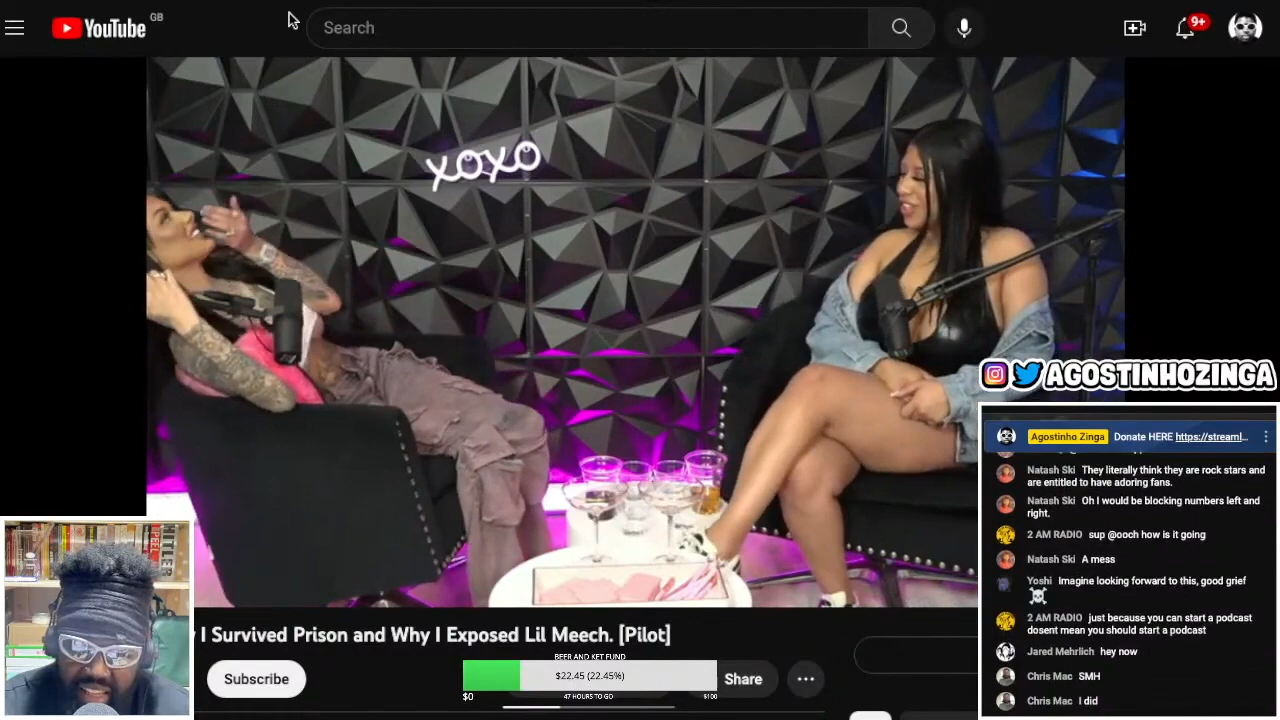 YouTube GB
Search
9+
xoxo
AGOSTINHOZINGA
Agostinho Zinga Donate HERE https://streaml...
Natash Ski They literally think they are rock stars and
are entitled to have adoring fans.
Natash Ski Oh I would be blocking numbers left and
right.
2 AM RADIO sup @ooch how is it going
Natash Ski A mess
Yoshi Imagine looking forward to this, good grief
2 AM RADIO just because you can start a podcast
dosent mean you should start a podcast
Jared Mehrlich hey now
Chris Mac SMH
Chris Mac I did
I Survived Prison and Why I Exposed Lil Meech. [Pilot]
Subscribe
BEER AND KET FUND
$22.45 (22.45%)
$0
47 HOURS TO GO
$100
Share